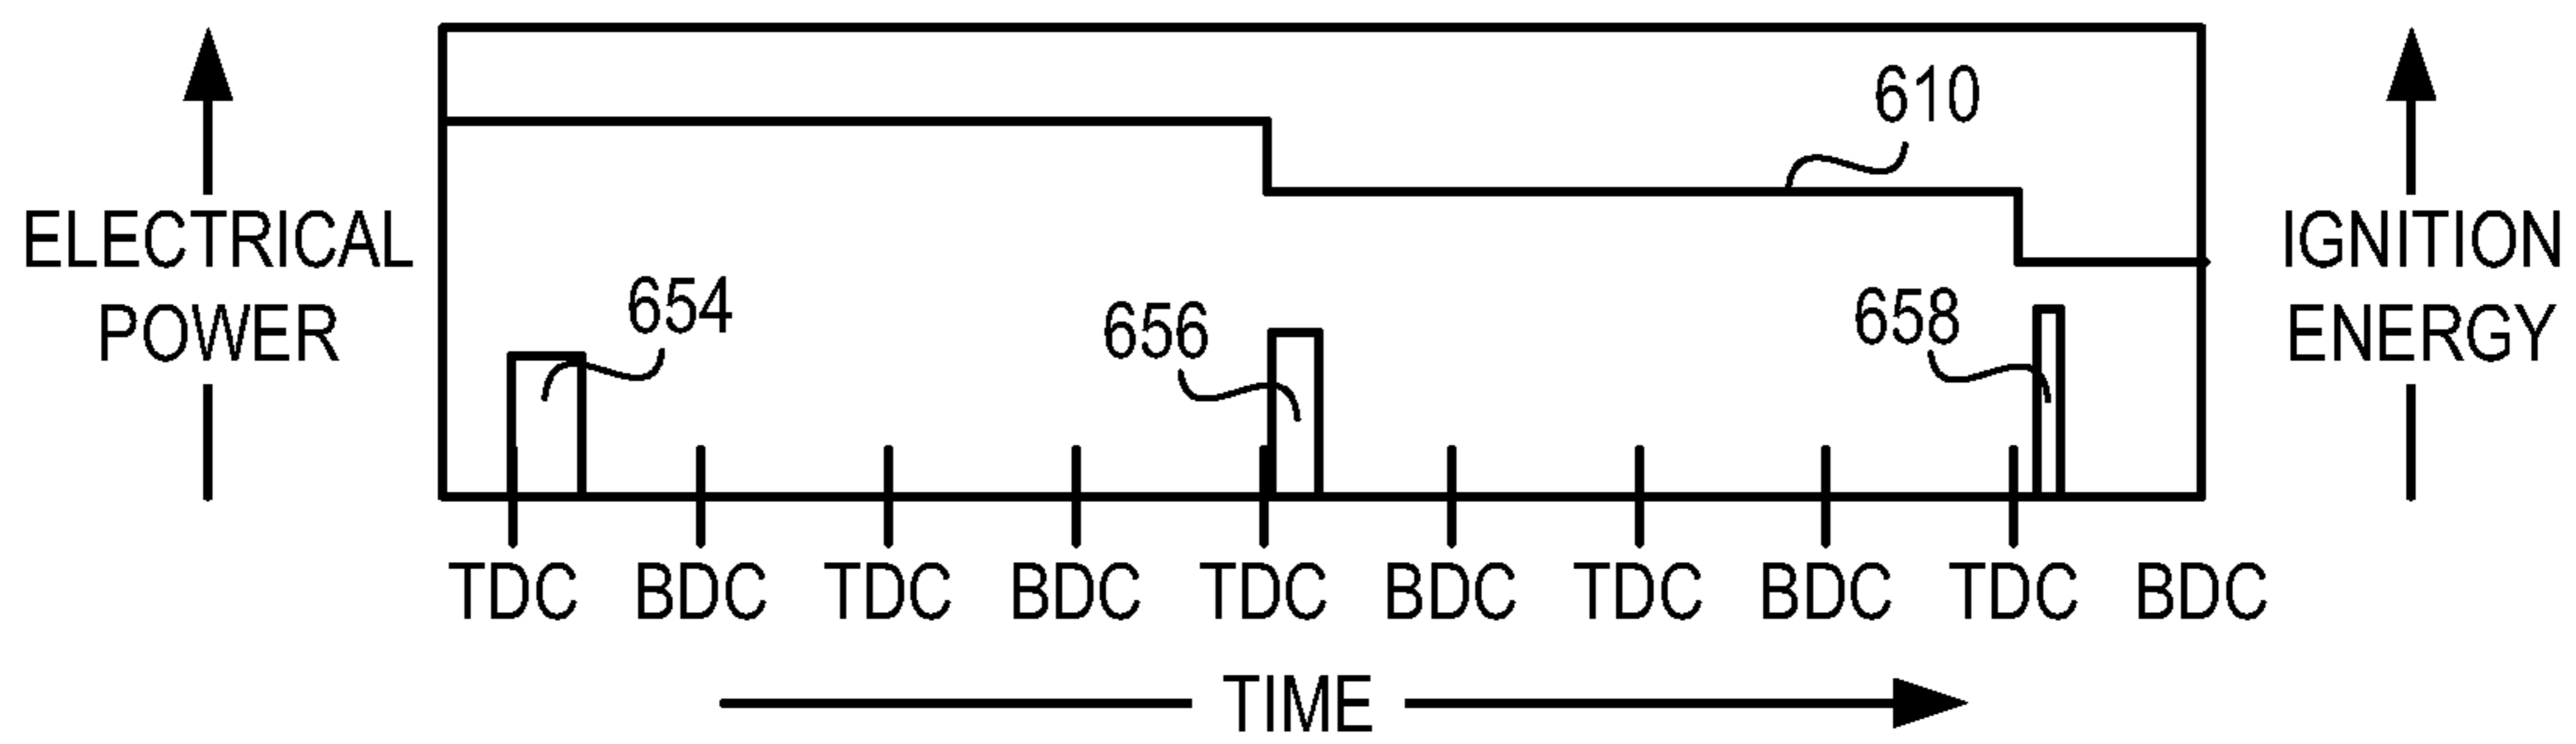 610
ELECTRICAL
POWER
IGNITION
ENERGY
654
656
658
TDC BDC TDC BDC TDC BDC TDC BDC TDC BDC
TIME